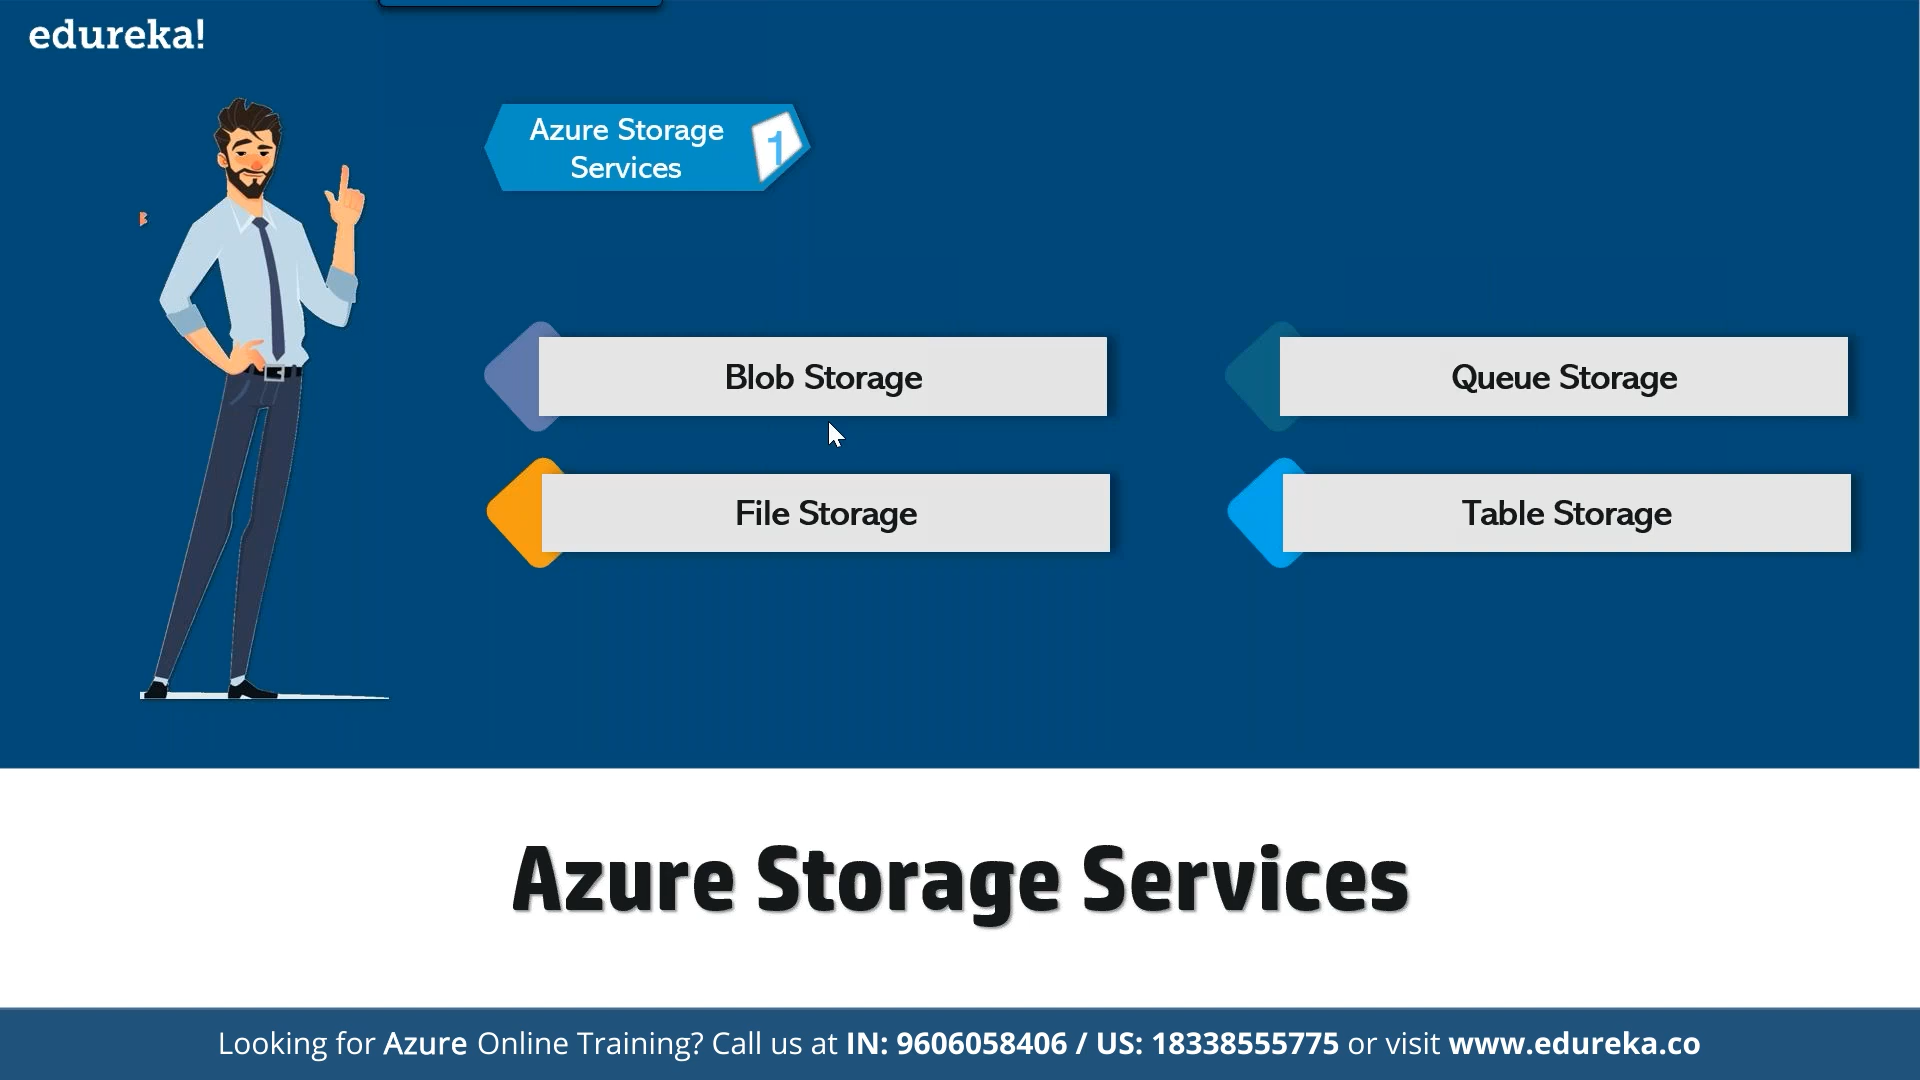 edureka!
Azure Storage
Services
1
Blob Storage
Queue Storage
File Storage
Table Storage
Azure Storage Services
Looking for Azure Online Training? Call us at IN: 9606058406 / US: 18338555775 or visit www.edureka.co